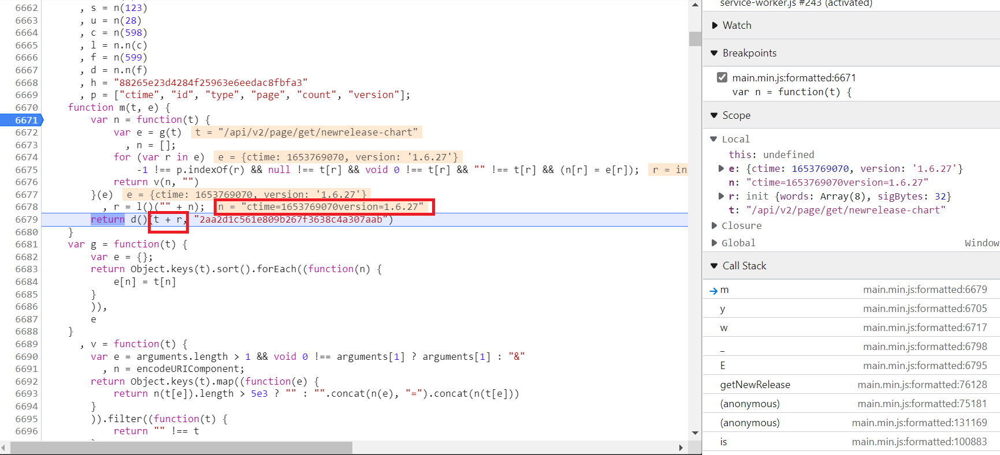 6662 , s = n(123)
6663 , u = n(28)
6664 , c = n(598)
6665 , l = n.n(c)
6666 , f = n(599)
6667 , d = n.n(f)
6668 , h = "88265e23d4284f25963e6eedac8fbfa3"
6669 , p = ["ctime", "id", "type", "page", "count", "version"];
6670 function m(t, e) {
6671 var n = function(t) {
6672 var e = g(t) t = "/api/v2/page/get/newrelease-chart"
6673 , n = [];
6674 for (var r in e) e = {ctime: 1653769070, version: '1.6.27'}
6675 -1 !== p.indexOf(r) && null !== t[r] && void 0 !== t[r] && "" !== t[r] && (n[r] = e[r]); r = in
6676 return v(n, "")
6677 }(e) e = {ctime: 1653769070, version: '1.6.27'}
6678 , r = l()("" + n); n = "ctime=1653769070version=1.6.27"
6679 return d()(t + r, "2aa2d1c561e809b267f3638c4a307aab")
6680 }
6681 var g = function(t) {
6682 var e = {};
6683 return Object.keys(t).sort().forEach((function(n) {
6684 e[n] = t[n]
6685 }
6686 )),
6687 e
6688 }
6689 , v = function(t) {
6690 var e = arguments.length > 1 && void 0 !== arguments[1] ? arguments[1] : "&"
6691 , n = encodeURIComponent;
6692 return Object.keys(t).map((function(e) {
6693 return n(t[e]).length > 5e3 ? "" : "".concat(n(e), "=").concat(n(t[e]))
6694 }
6695 )).filter((function(t) {
6696 return "" !== t
service-worker.js #243 (activated)
Watch
Breakpoints
main.min.js:formatted:6671
var n = function(t) {
Scope
Local
this: undefined
e: {ctime: 1653769070, version: '1.6.27'}
n: "ctime=1653769070version=1.6.27"
r: init {words: Array(8), sigBytes: 32}
t: "/api/v2/page/get/newrelease-chart"
Closure
Global Window
Call Stack
m main.min.js:formatted:6679
y main.min.js:formatted:6705
w main.min.js:formatted:6717
_ main.min.js:formatted:6798
E main.min.js:formatted:6795
getNewRelease main.min.js:formatted:76128
(anonymous) main.min.js:formatted:75181
(anonymous) main.min.js:formatted:131169
is main.min.js:formatted:100883